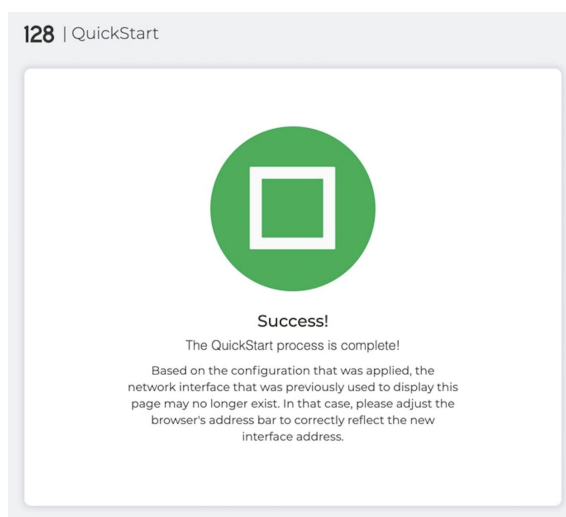 128 | QuickStart
Success!
The QuickStart process is complete!
Based on the configuration that was applied, the
network interface that was previously used to display this
page may no longer exist. In that case, please adjust the
browser's address bar to correctly reflect the new
interface address.